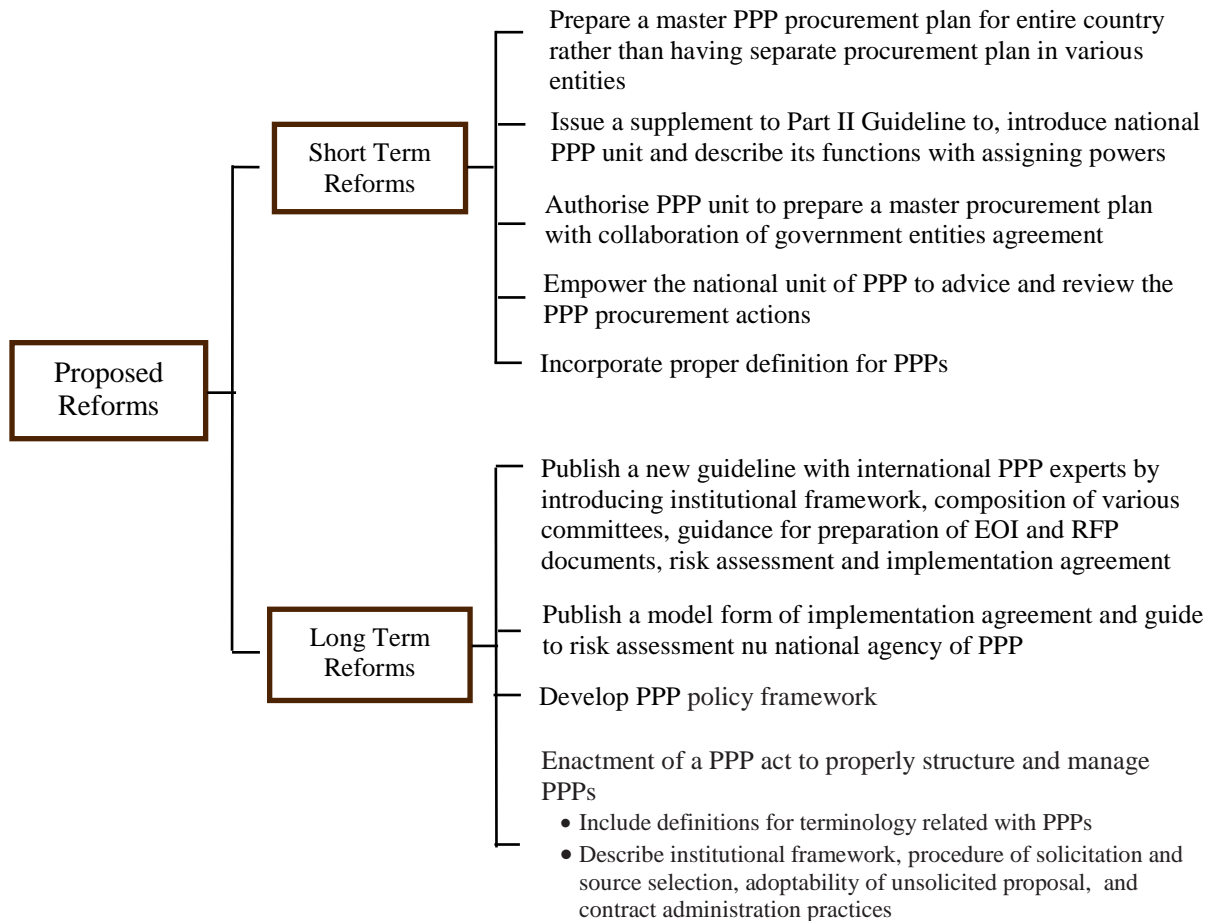 Proposed
Reforms
Short Term
Reforms
Prepare a master PPP procurement plan for entire country
rather than having separate procurement plan in various
entities
Issue a supplement to Part II Guideline to, introduce national
PPP unit and describe its functions with assigning powers
Authorise PPP unit to prepare a master procurement plan
with collaboration of government entities agreement
Empower the national unit of PPP to advice and review the
PPP procurement actions
Incorporate proper definition for PPPs
Long Term
Reforms
Publish a new guideline with international PPP experts by
introducing institutional framework, composition of various
committees, guidance for preparation of EOI and RFP
documents, risk assessment and implementation agreement
Publish a model form of implementation agreement and guide
to risk assessment nu national agency of PPP
Develop PPP policy framework
Enactment of a PPP act to properly structure and manage
PPPs
• Include definitions for terminology related with PPPs
• Describe institutional framework, procedure of solicitation and
source selection, adoptability of unsolicited proposal, and
contract administration practices